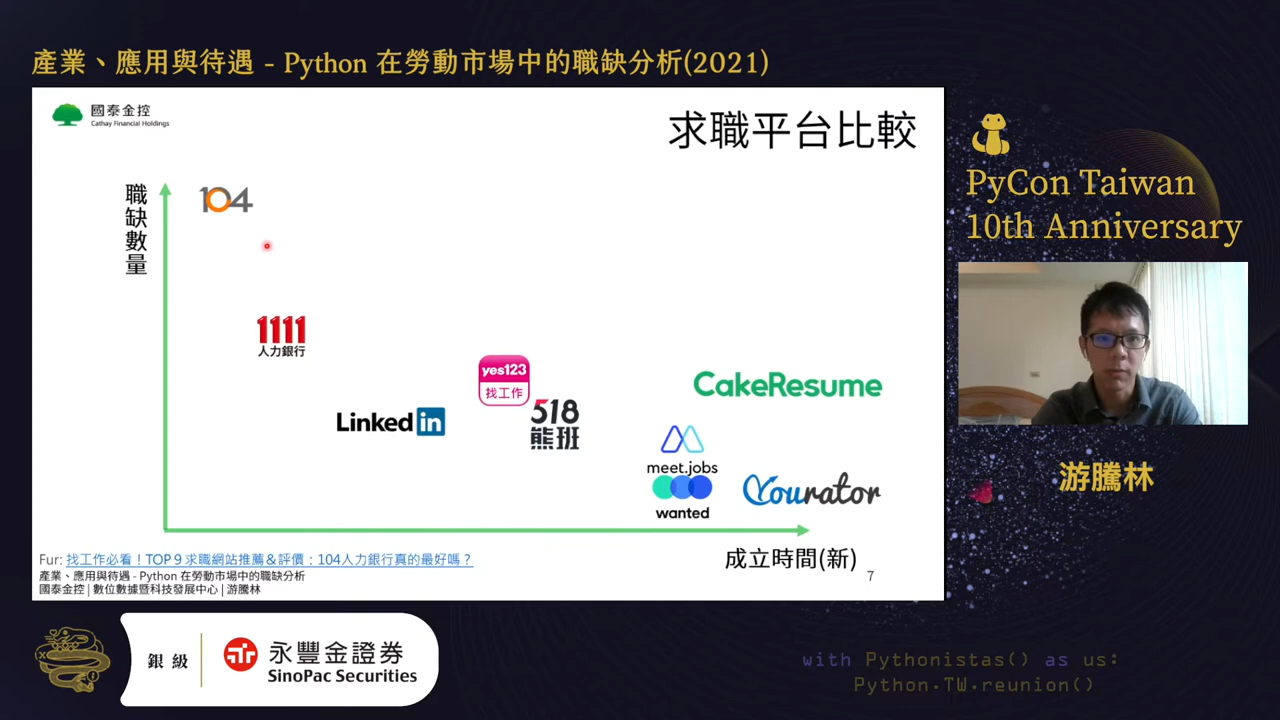 產業、應用與待遇 - Python 在勞動市場中的職缺分析(2021)
國泰金控
Cathay Financial Holdings
求職平台比較
職缺數量
104
1111
人力銀行
yes123
找工作
518
熊班
Linked in
CakeResume
meet.jobs
wanted
Yourator
成立時間(新)
Fur: 找工作必看！TOP 9 求職網站推薦＆評價：104人力銀行真的最好嗎？
產業、應用與待遇 - Python 在勞動市場中的職缺分析
國泰金控 | 數位數據暨科技發展中心 | 游騰林
7
PyCon Taiwan
10th Anniversary
游騰林
銀級
永豐金證券
SinoPac Securities
with Pythonistas() as us:
Python.TW.reunion()